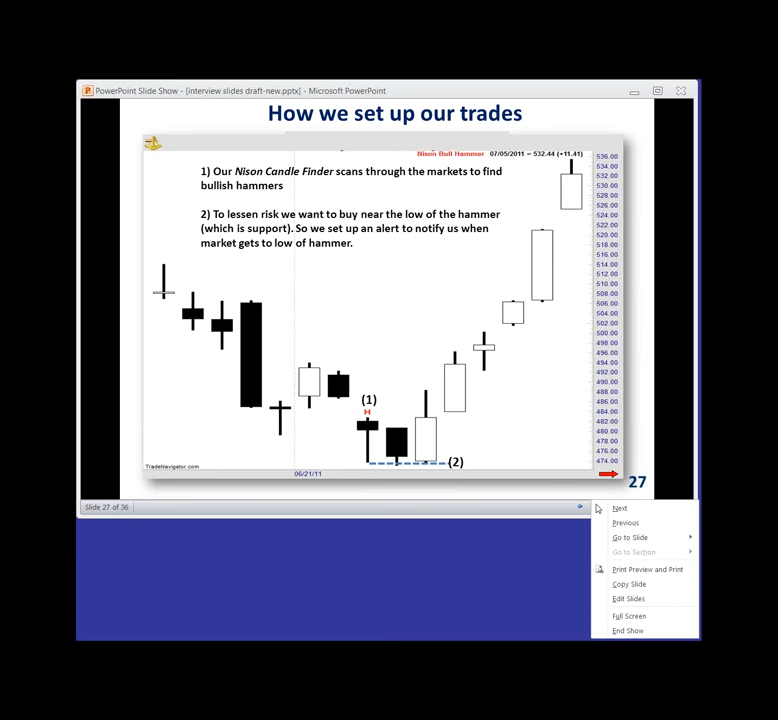 PowerPoint Slide Show - [interview slides draft-new.pptx] - Microsoft PowerPoint
How we set up our trades
Nison Bull Hammer 07/05/2011 = 532.44 (+11.41)
1) Our Nison Candle Finder scans through the markets to find
bullish hammers
2) To lessen risk we want to buy near the low of the hammer
(which is support). So we set up an alert to notify us when
market gets to low of hammer.
536.00
534.00
532.00
530.00
528.00
526.00
524.00
522.00
520.00
518.00
516.00
514.00
512.00
510.00
508.00
506.00
504.00
502.00
500.00
498.00
496.00
494.00
492.00
490.00
488.00
486.00
484.00
482.00
480.00
478.00
476.00
474.00
(1)
H
(2)
TradeNavigator.com
06/21/11
27
Slide 27 of 36
Next
Previous
Go to Slide
Go to Section
Print Preview and Print
Copy Slide
Edit Slides
Full Screen
End Show